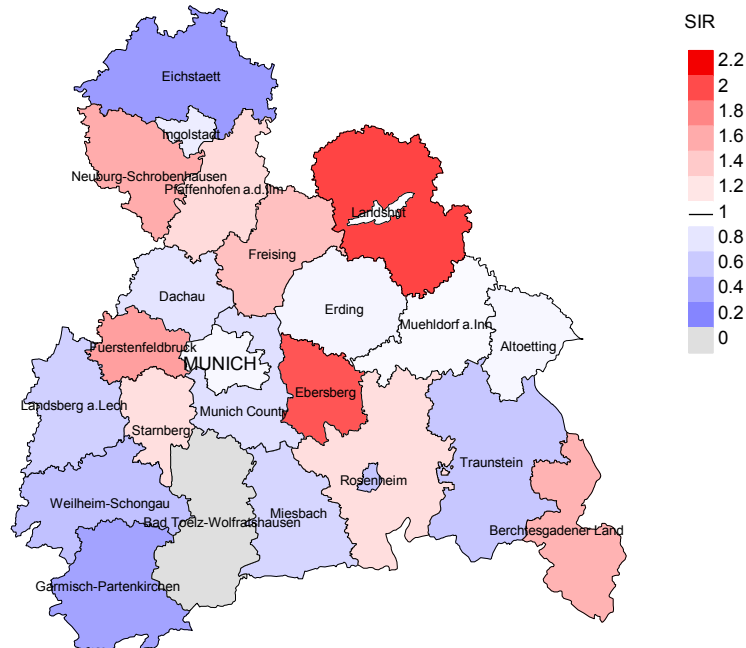 SIR
2.2
2
1.8
1.6
1.4
1.2
1
0.8
0.6
0.4
0.2
0
Eichstaett
Ingolstadt
Neuburg-Schrobenhausen
Pfaffenhofen a.d.Ilm
Landshut
Freising
Dachau
Erding
Muehldorf a.Inn
Altoetting
Fuerstenfeldbruck
MUNICH
Ebersberg
Landsberg a.Lech
Munich County
Starnberg
Traunstein
Rosenheim
Weilheim-Schongau
Miesbach
Bad Toelz-Wolfratshausen
Berchtesgadener Land
Garmisch-Partenkirchen